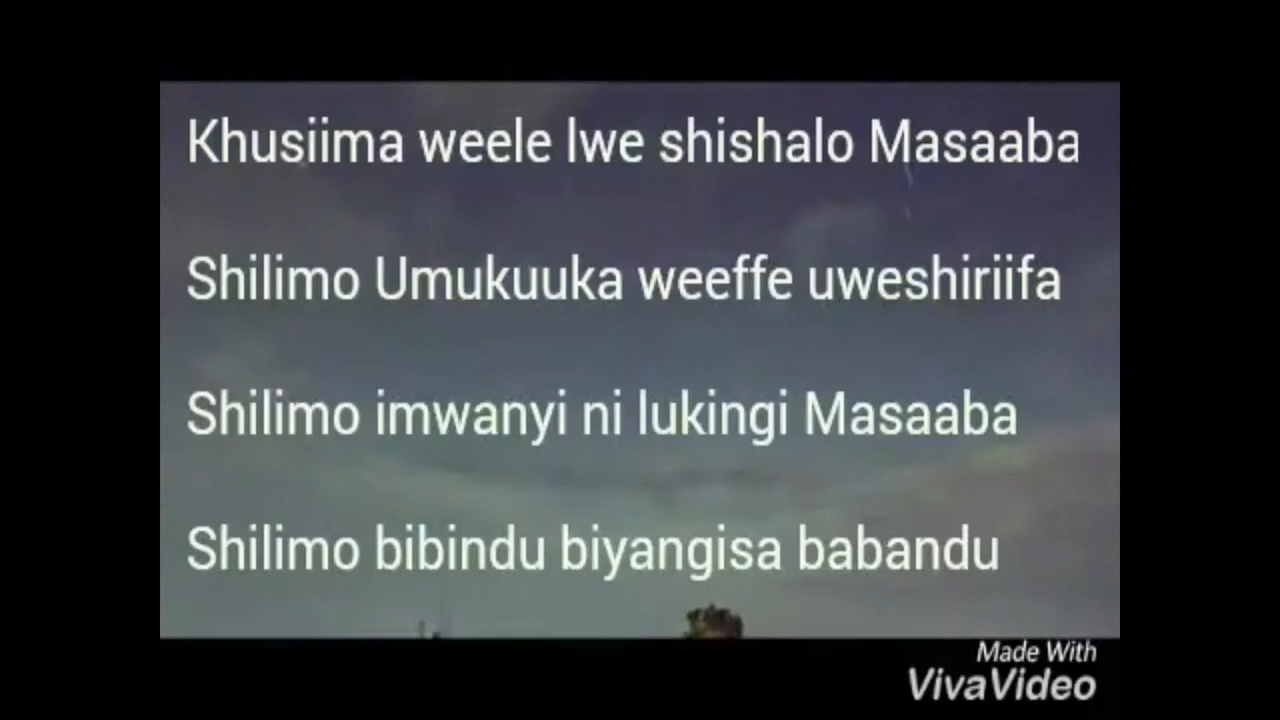 Khusiima weele lwe shishalo Masaaba
Shilimo Umukuuka weeffe uweshiriifa
Shilimo imwanyi ni lukingi Masaaba
Shilimo bibindu biyangisa babandu
Made With
VivaVideo